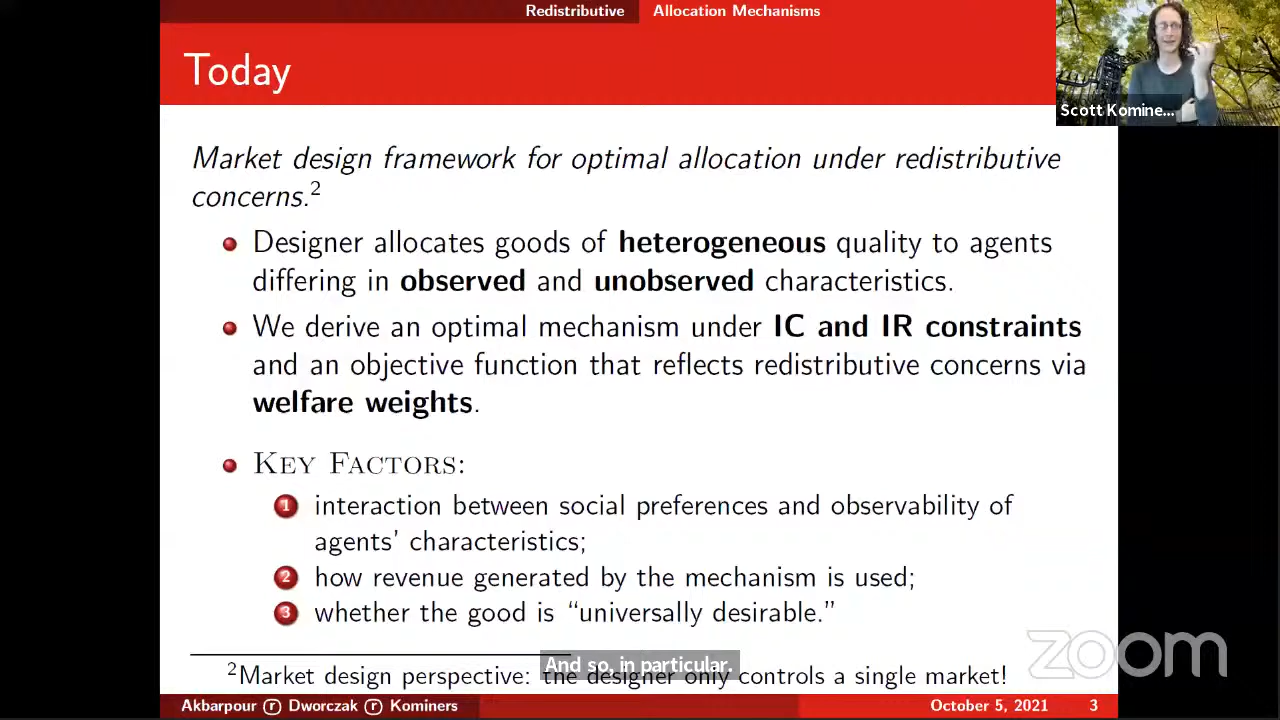 Redistributive Allocation Mechanisms
Today
Scott Komine...
Market design framework for optimal allocation under redistributive
concerns.2
Designer allocates goods of heterogeneous quality to agents
differing in observed and unobserved characteristics.
We derive an optimal mechanism under IC and IR constraints
and an objective function that reflects redistributive concerns via
welfare weights.
Key Factors:
1 interaction between social preferences and observability of
agents' characteristics;
2 how revenue generated by the mechanism is used;
3 whether the good is “universally desirable.”
And so, in particular.
2Market design perspective: the designer only controls a single market!
zoom
Akbarpour ⓡ Dworczak ⓡ Kominers October 5, 2021 3